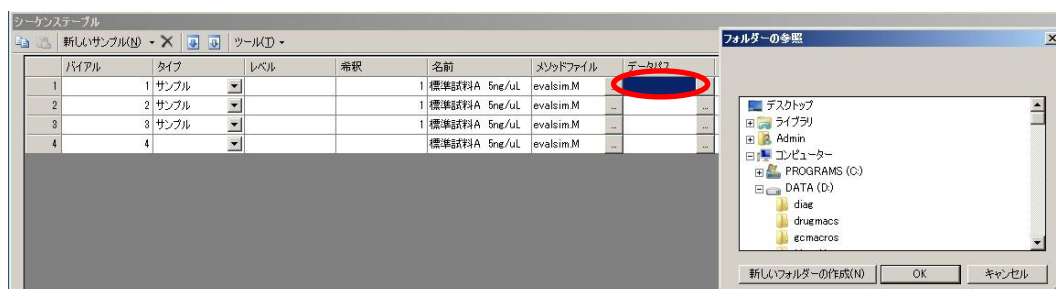 シーケンステーブル
新しいサンプル(N) ツール(T)
バイアル タイプ レベル 希釈 名前 メソッドファイル データパス
1 1 サンプル 1 標準試料A 5ng/uL evalsim.M ...
2 2 サンプル 1 標準試料A 5ng/uL evalsim.M ... ...
3 3 サンプル 1 標準試料A 5ng/uL evalsim.M ... ...
4 4 標準試料A 5ng/uL evalsim.M ... ...
フォルダーの参照
デスクトップ
ライブラリ
Admin
コンピューター
PROGRAMS (C:)
DATA (D:)
diag
drugmacs
gcmacros
新しいフォルダーの作成(N) OK キャンセル